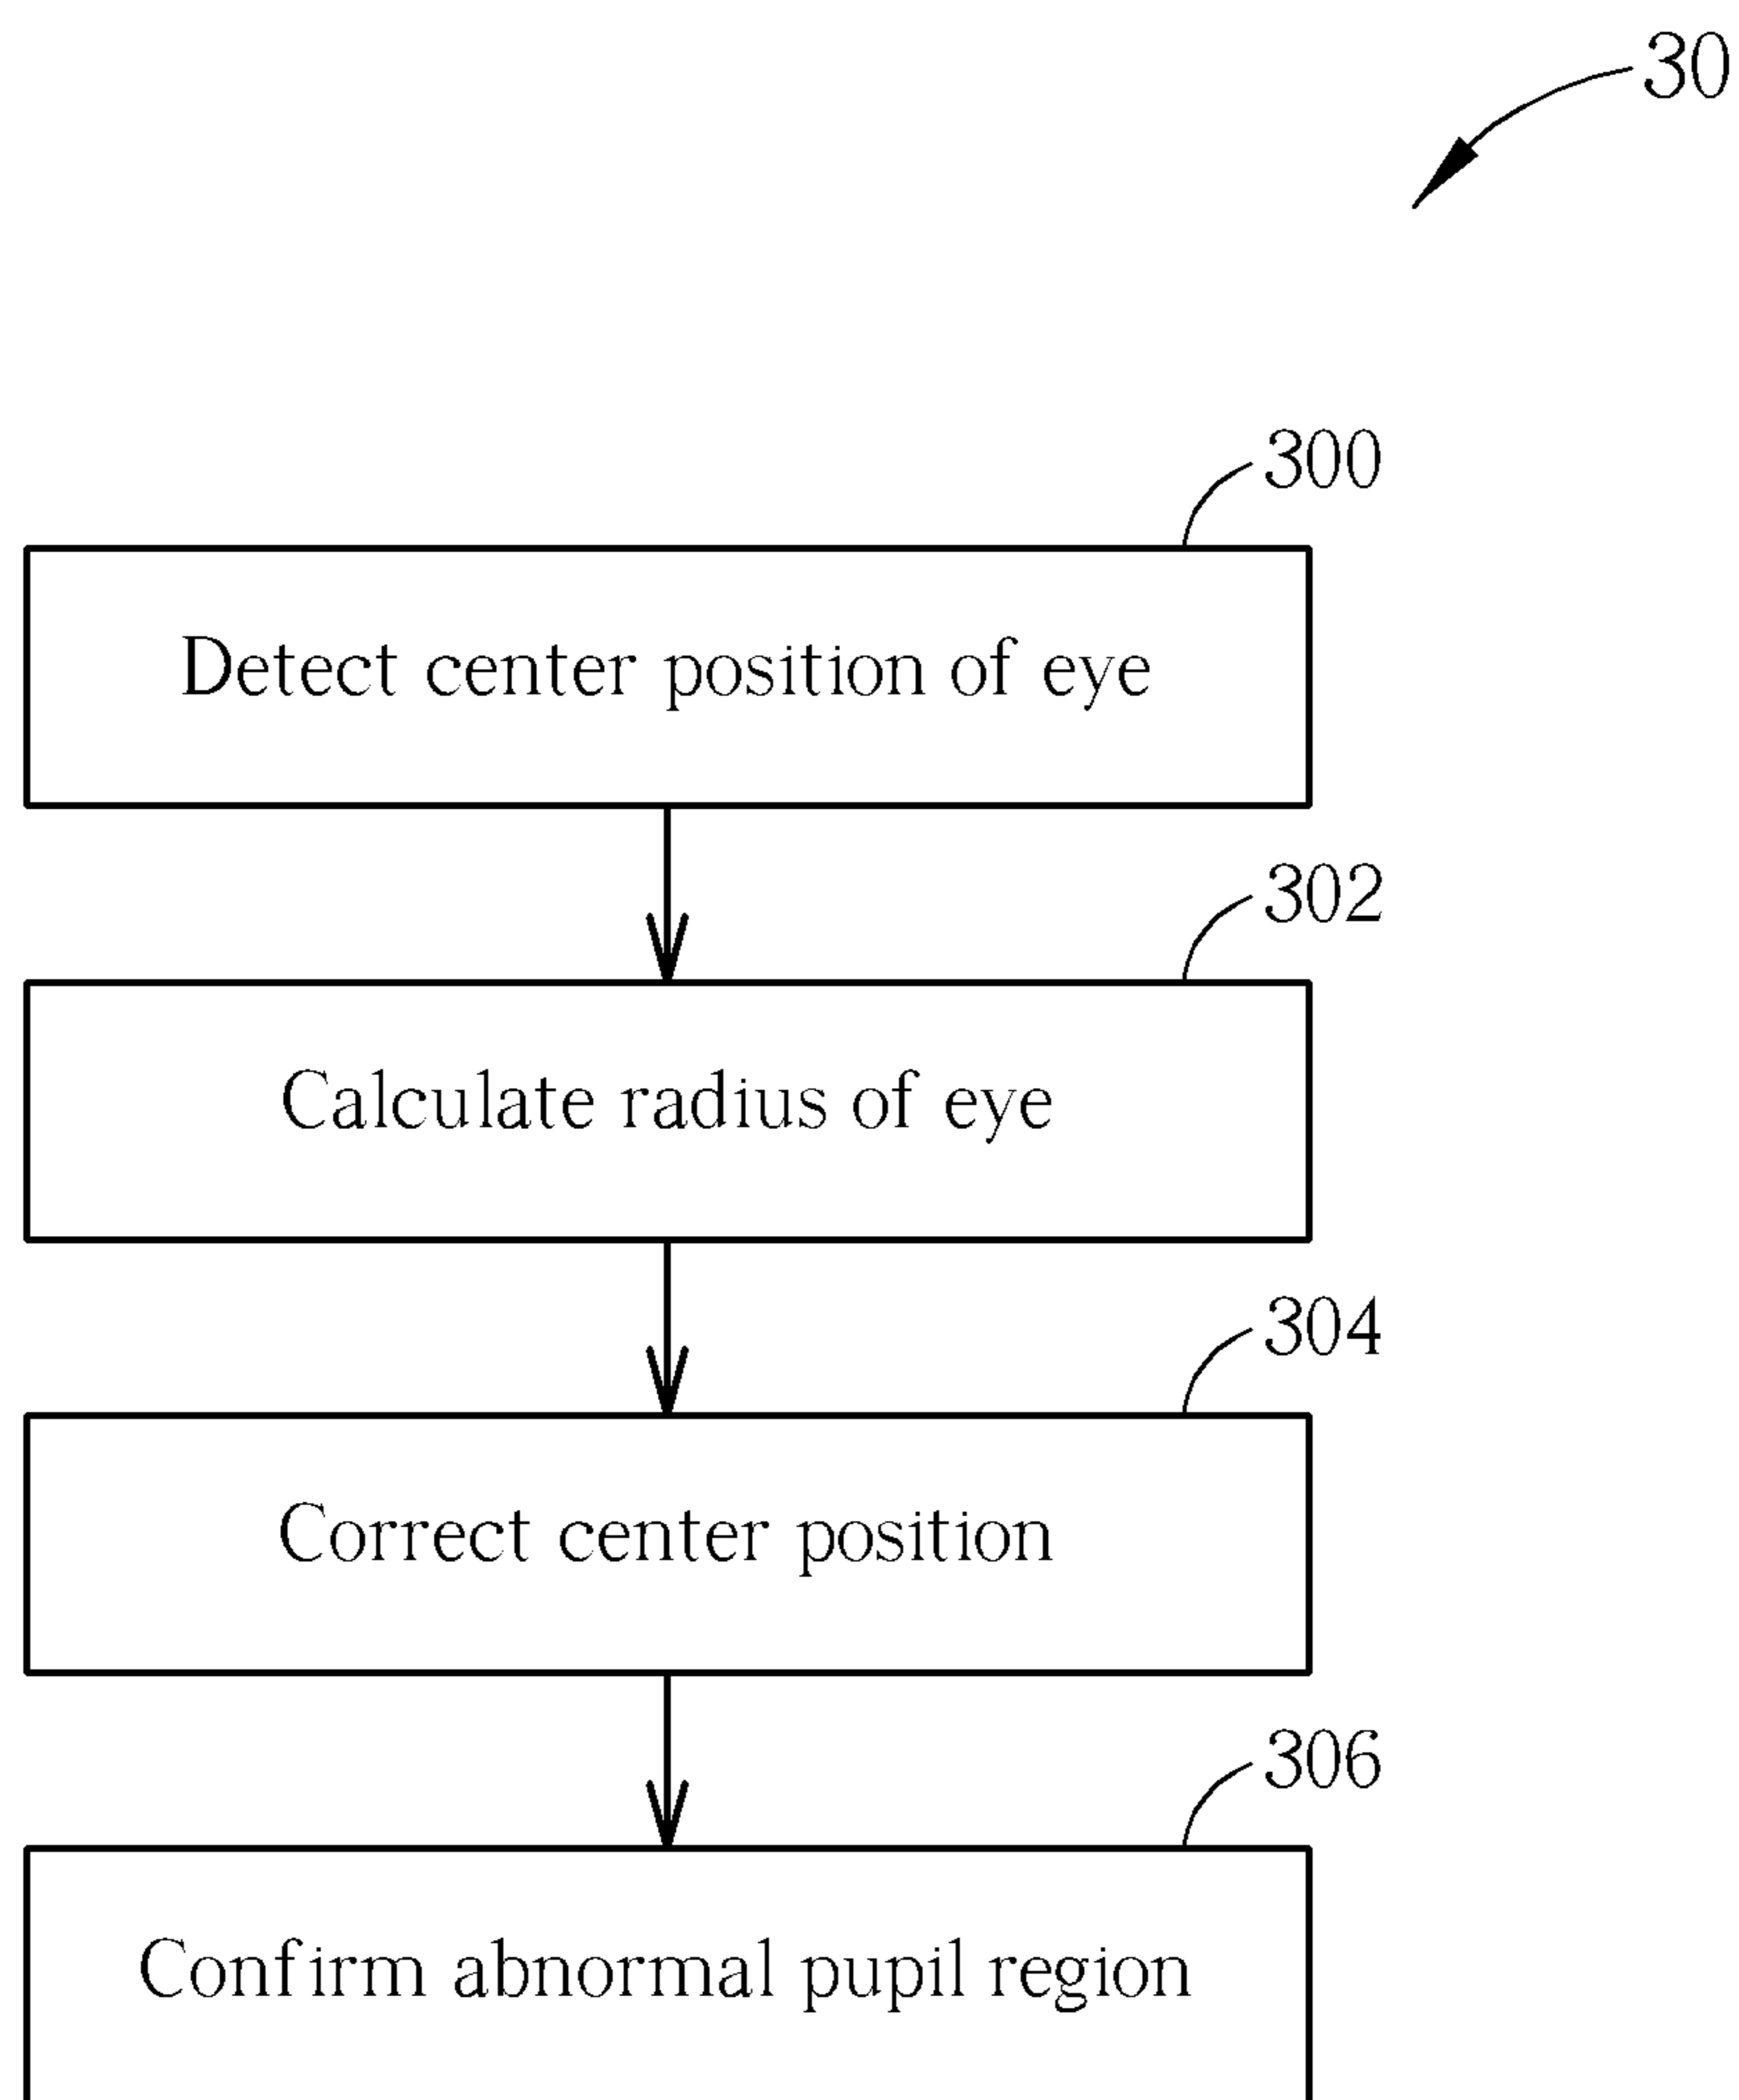 30
300
Detect center position of eye
302
Calculate radius of eye
304
Correct center position
306
Confirm abnormal pupil region